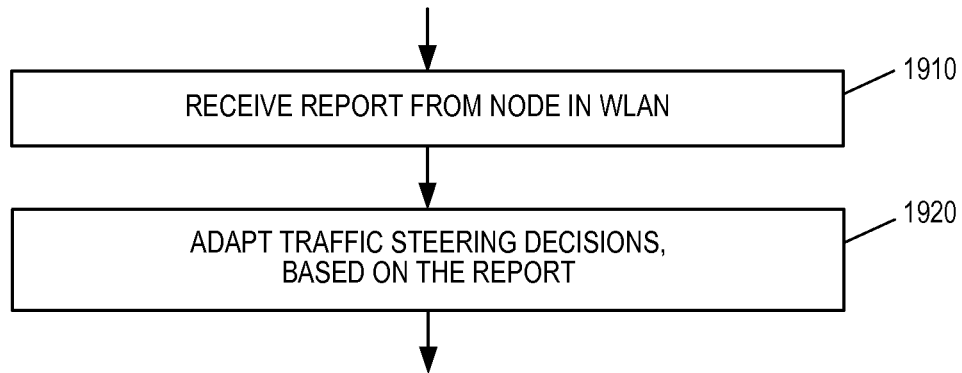 1910
RECEIVE REPORT FROM NODE IN WLAN
1920
ADAPT TRAFFIC STEERING DECISIONS,
BASED ON THE REPORT